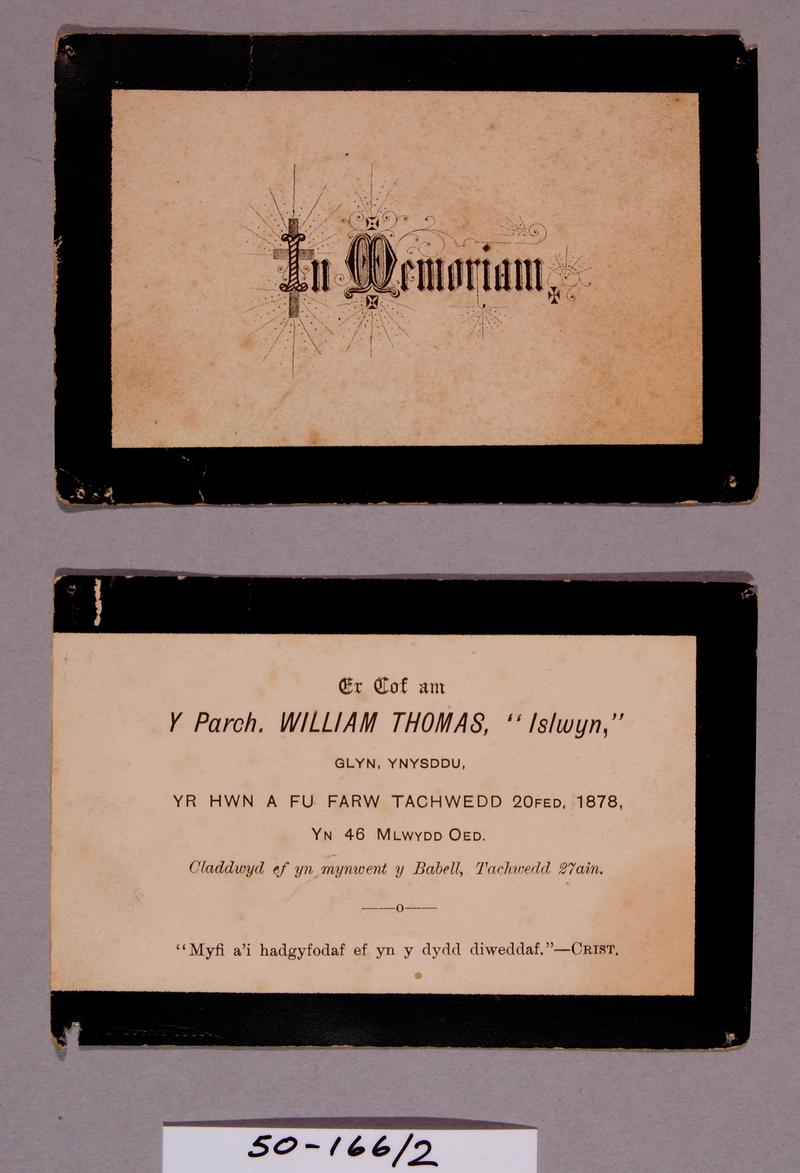 In Memoriam,
Er Cof am
Y Parch. WILLIAM THOMAS, "Islwyn,"
GLYN, YNYSDDU,
YR HWN A FU FARW TACHWEDD 20FED, 1878,
YN 46 MLWYDD OED.
Claddwyd ef yn mynwent y Babell, Tachwedd 27ain.
——o——
"Myfi a'i hadgyfodaf ef yn y dydd diweddaf."—CRIST.
50-166/2